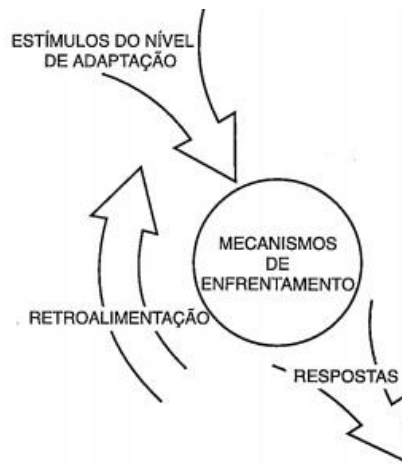 ESTÍMULOS DO NÍVEL
DE ADAPTAÇÃO
MECANISMOS
DE
ENFRENTAMENTO
RETROALIMENTAÇÃO
RESPOSTAS